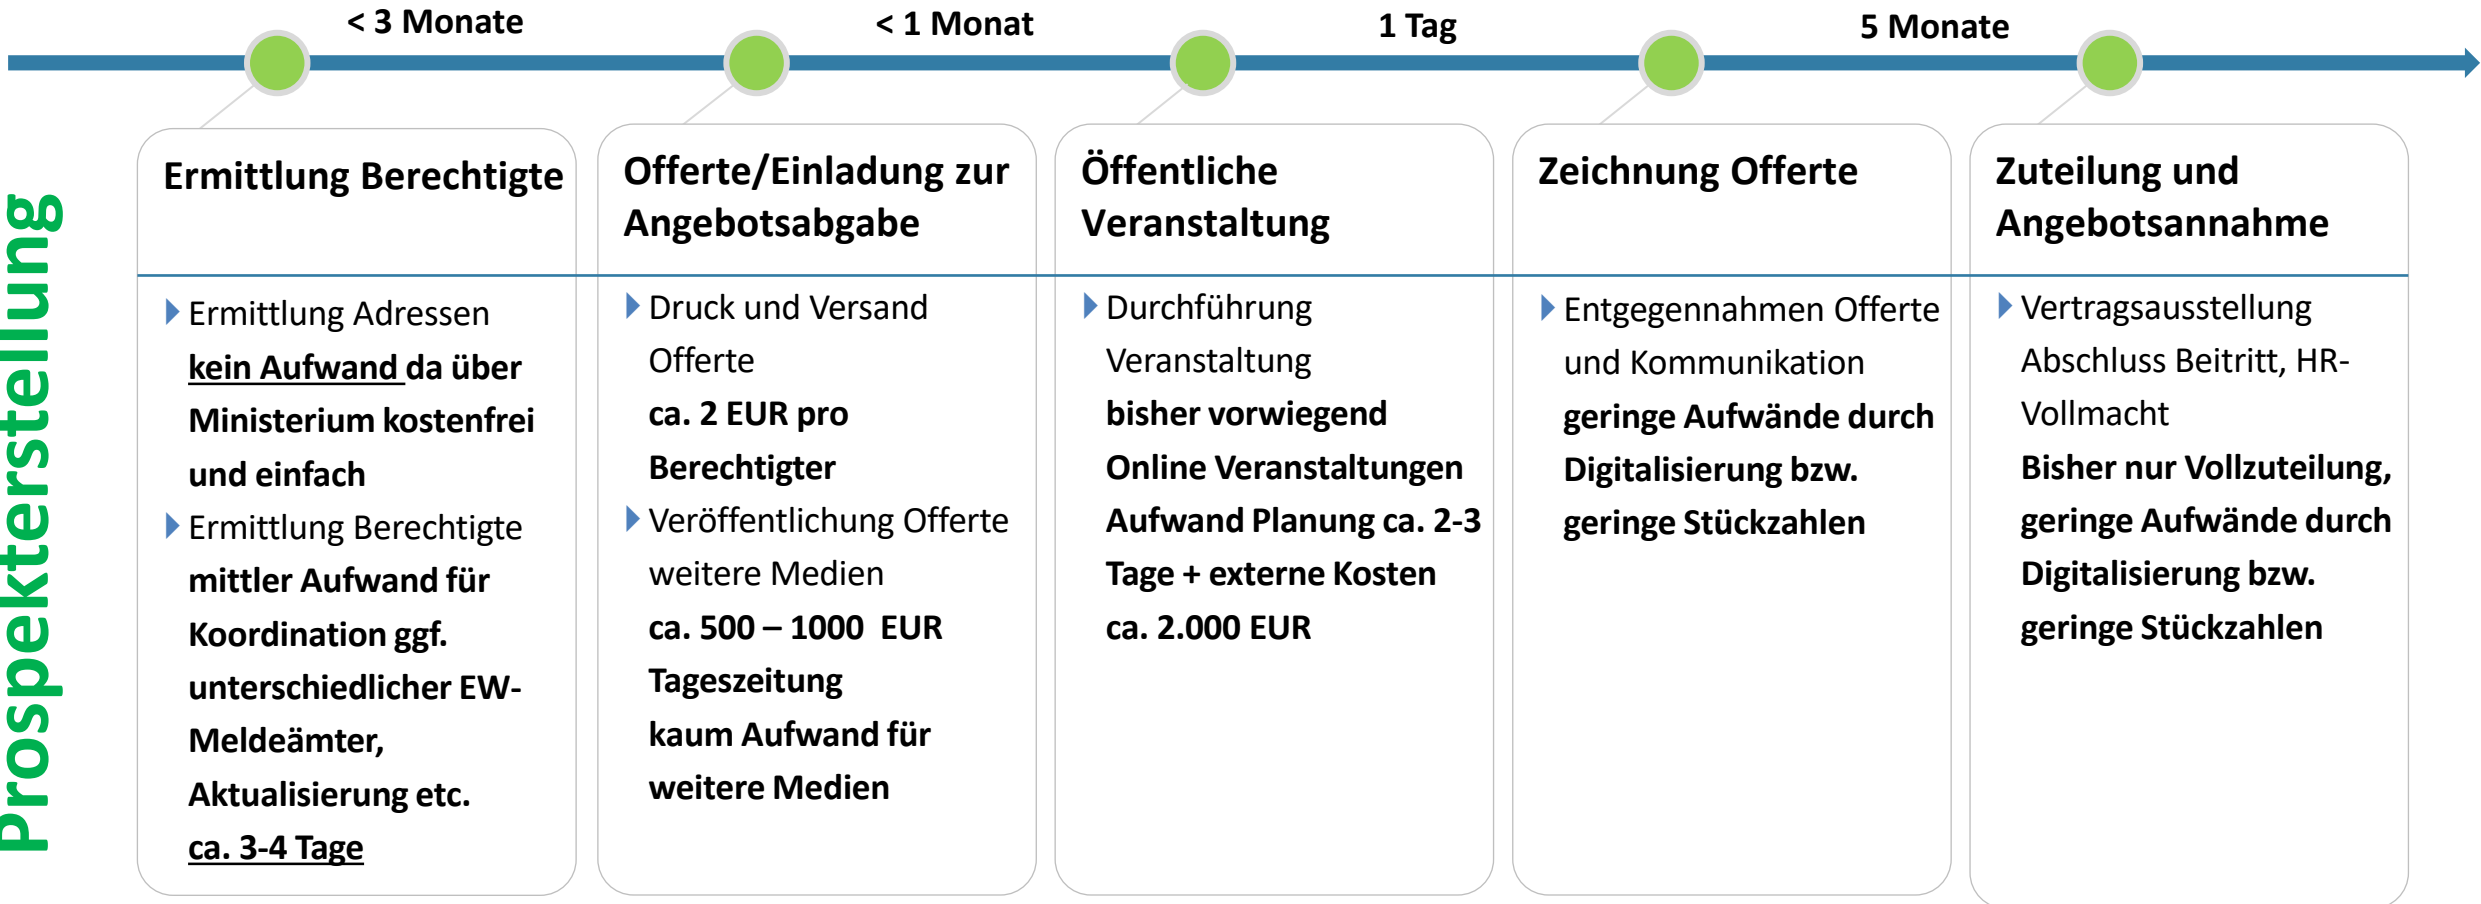 < 3 Monate
< 1 Monat
1 Tag
5 Monate
Prospekterstellung
Ermittlung Berechtigte
Ermittlung Adressen
kein Aufwand da über
Ministerium kostenfrei
und einfach
Ermittlung Berechtigte
mittler Aufwand für
Koordination ggf.
unterschiedlicher EW-
Meldeämter,
Aktualisierung etc.
ca. 3-4 Tage
Offerte/Einladung zur
Angebotsabgabe
Druck und Versand
Offerte
ca. 2 EUR pro
Berechtigter
Veröffentlichung Offerte
weitere Medien
ca. 500 – 1000 EUR
Tageszeitung
kaum Aufwand für
weitere Medien
Öffentliche
Veranstaltung
Durchführung
Veranstaltung
bisher vorwiegend
Online Veranstaltungen
Aufwand Planung ca. 2-3
Tage + externe Kosten
ca. 2.000 EUR
Zeichnung Offerte
Entgegennahmen Offerte
und Kommunikation
geringe Aufwände durch
Digitalisierung bzw.
geringe Stückzahlen
Zuteilung und
Angebotsannahme
Vertragsausstellung
Abschluss Beitritt, HR-
Vollmacht
Bisher nur Vollzuteilung,
geringe Aufwände durch
Digitalisierung bzw.
geringe Stückzahlen